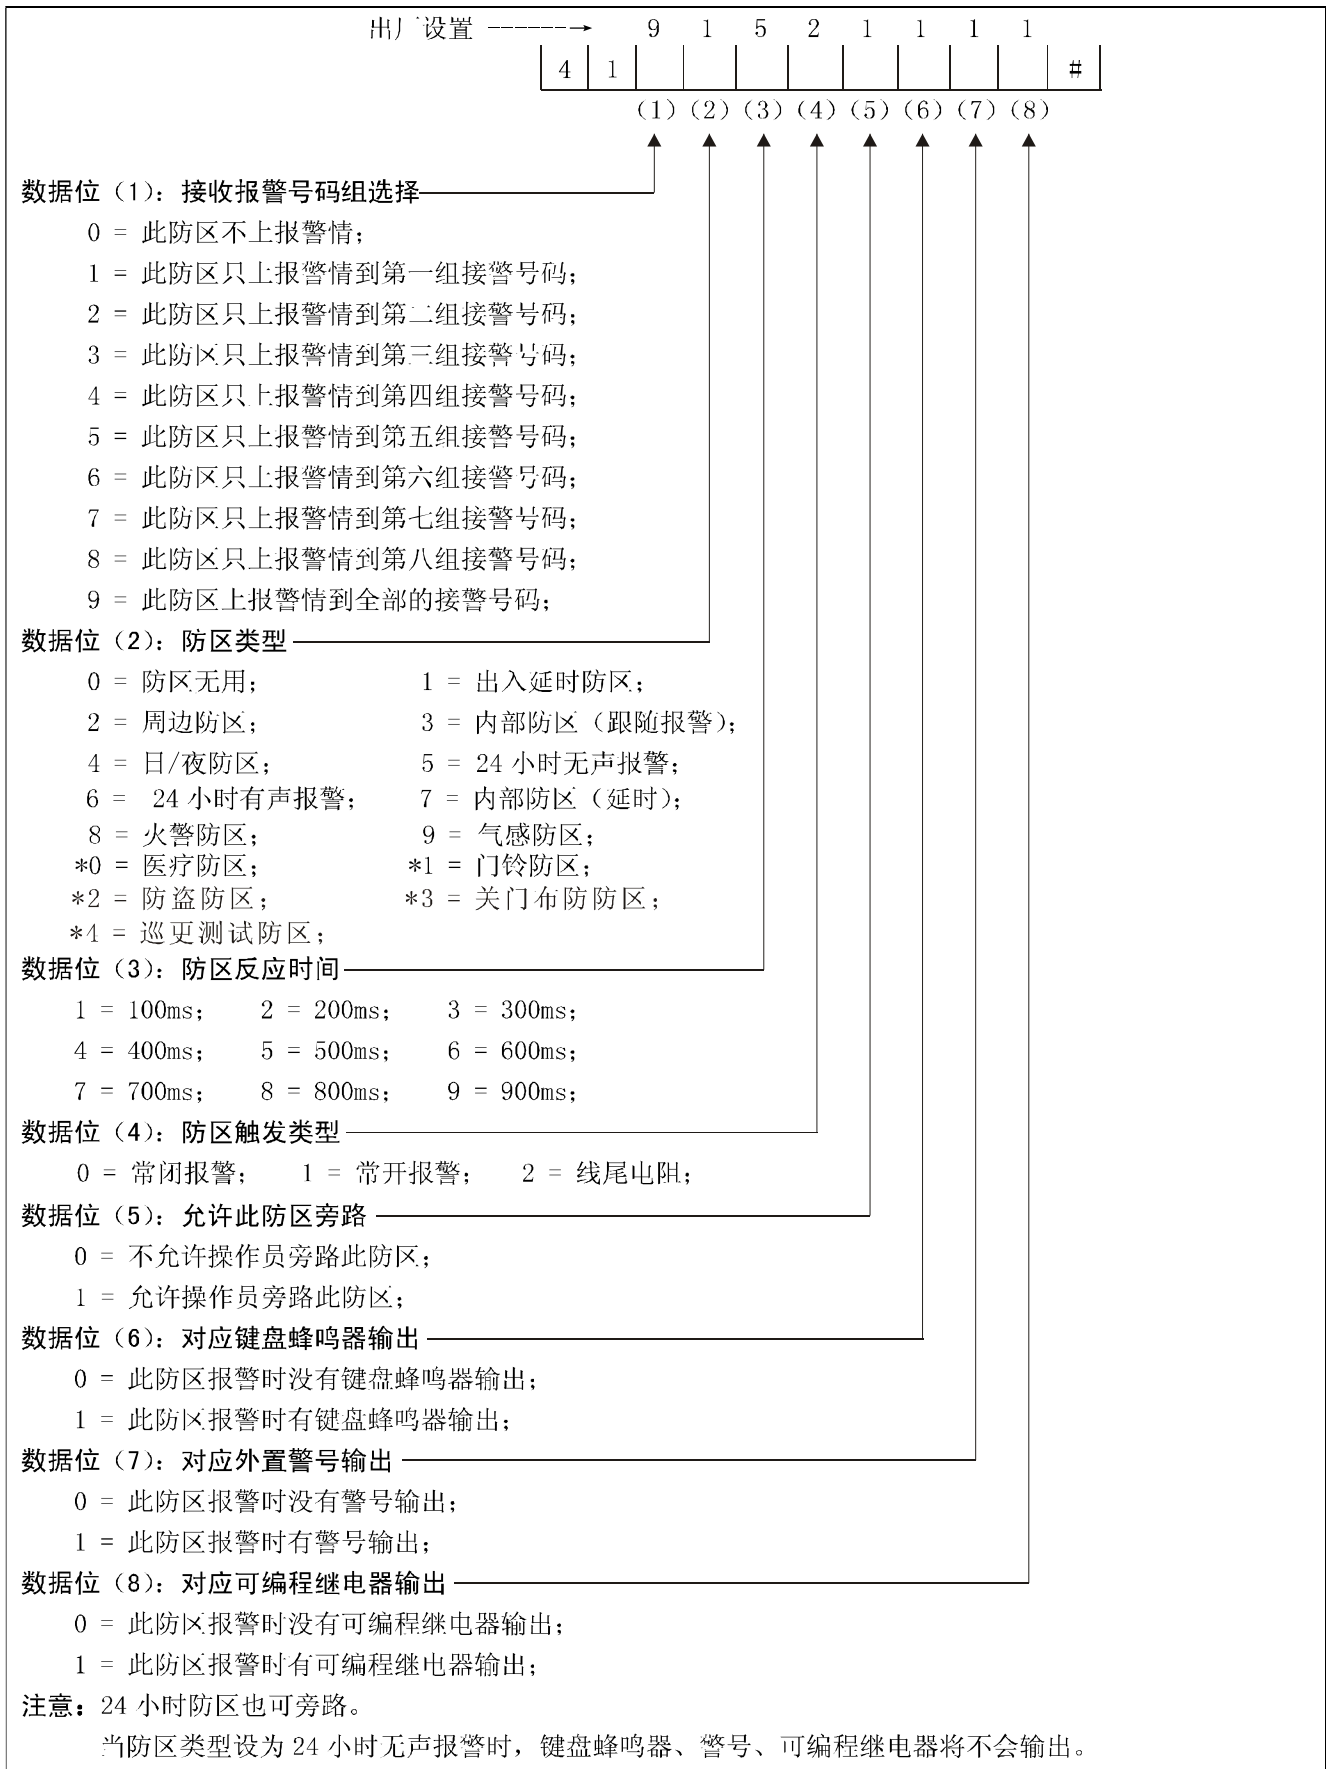 出厂设置 ------→ 9 1 5 2 1 1 1 1
4 1 #
(1) (2) (3) (4) (5) (6) (7) (8)
数据位（1）：接收报警号码组选择
0 = 此防区不上报警情；
1 = 此防区只上报警情到第一组接警号码；
2 = 此防区只上报警情到第二组接警号码；
3 = 此防区只上报警情到第三组接警号码；
4 = 此防区只上报警情到第四组接警号码；
5 = 此防区只上报警情到第五组接警号码；
6 = 此防区只上报警情到第六组接警号码；
7 = 此防区只上报警情到第七组接警号码；
8 = 此防区只上报警情到第八组接警号码；
9 = 此防区上报警情到全部的接警号码；
数据位（2）：防区类型
0 = 防区无用； 1 = 出入延时防区；
2 = 周边防区； 3 = 内部防区（跟随报警）；
4 = 日/夜防区； 5 = 24 小时无声报警；
6 = 24 小时有声报警； 7 = 内部防区（延时）；
8 = 火警防区； 9 = 气感防区；
*0 = 医疗防区； *1 = 门铃防区；
*2 = 防盗防区； *3 = 关门布防防区；
*4 = 巡更测试防区；
数据位（3）：防区反应时间
1 = 100ms； 2 = 200ms； 3 = 300ms；
4 = 400ms； 5 = 500ms； 6 = 600ms；
7 = 700ms； 8 = 800ms； 9 = 900ms；
数据位（4）：防区触发类型
0 = 常闭报警； 1 = 常开报警； 2 = 线尾电阻；
数据位（5）：允许此防区旁路
0 = 不允许操作员旁路此防区；
1 = 允许操作员旁路此防区；
数据位（6）：对应键盘蜂鸣器输出
0 = 此防区报警时没有键盘蜂鸣器输出；
1 = 此防区报警时有键盘蜂鸣器输出；
数据位（7）：对应外置警号输出
0 = 此防区报警时没有警号输出；
1 = 此防区报警时有警号输出；
数据位（8）：对应可编程继电器输出
0 = 此防区报警时没有可编程继电器输出；
1 = 此防区报警时有可编程继电器输出；
注意：24 小时防区也可旁路。
当防区类型设为 24 小时无声报警时，键盘蜂鸣器、警号、可编程继电器将不会输出。